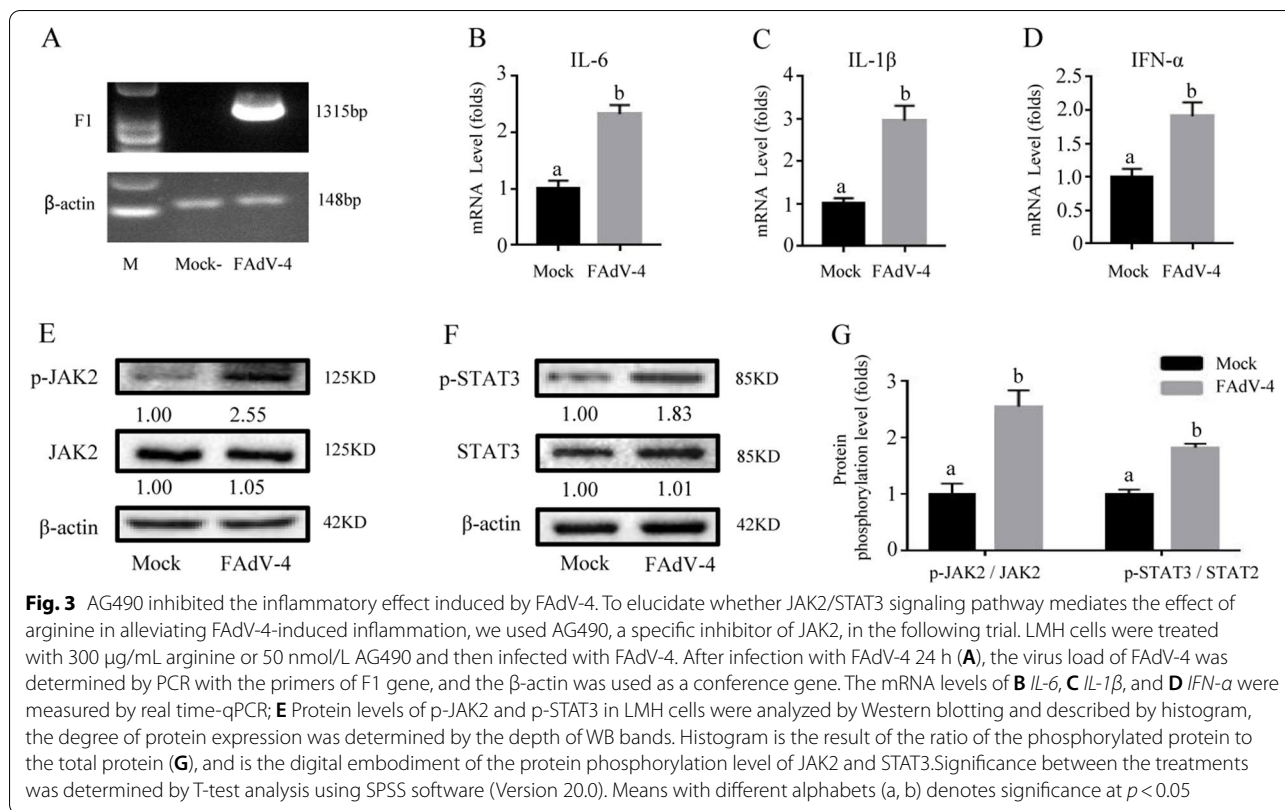 A
F1
1315bp
β-actin
148bp
M Mock- FAdV-4
B
IL-6
mRNA Level (folds)
3
2
1
0
a
b
Mock FAdV-4
C
IL-1β
mRNA Level (folds)
4
3
2
1
0
a
b
Mock FAdV-4
D
IFN-α
mRNA Level (folds)
2.5
2.0
1.5
1.0
0.5
0
a
b
Mock FAdV-4
E
p-JAK2
125KD
1.00 2.55
JAK2
125KD
1.00 1.05
β-actin
42KD
Mock FAdV-4
F
p-STAT3
85KD
1.00 1.83
STAT3
85KD
1.00 1.01
β-actin
42KD
Mock FAdV-4
G
Mock
FAdV-4
Protein
phosphorylation level (folds)
3
2
1
0
a
b
a
b
p-JAK2 / JAK2
p-STAT3 / STAT2
Fig. 3 AG490 inhibited the inflammatory effect induced by FAdV-4. To elucidate whether JAK2/STAT3 signaling pathway mediates the effect of
arginine in alleviating FAdV-4-induced inflammation, we used AG490, a specific inhibitor of JAK2, in the following trial. LMH cells were treated
with 300 μg/mL arginine or 50 nmol/L AG490 and then infected with FAdV-4. After infection with FAdV-4 24 h (A), the virus load of FAdV-4 was
determined by PCR with the primers of F1 gene, and the β-actin was used as a conference gene. The mRNA levels of B IL-6, C IL-1β, and D IFN-α were
measured by real time-qPCR; E Protein levels of p-JAK2 and p-STAT3 in LMH cells were analyzed by Western blotting and described by histogram,
the degree of protein expression was determined by the depth of WB bands. Histogram is the result of the ratio of the phosphorylated protein to
the total protein (G), and is the digital embodiment of the protein phosphorylation level of JAK2 and STAT3.Significance between the treatments
was determined by T-test analysis using SPSS software (Version 20.0). Means with different alphabets (a, b) denotes significance at p < 0.05